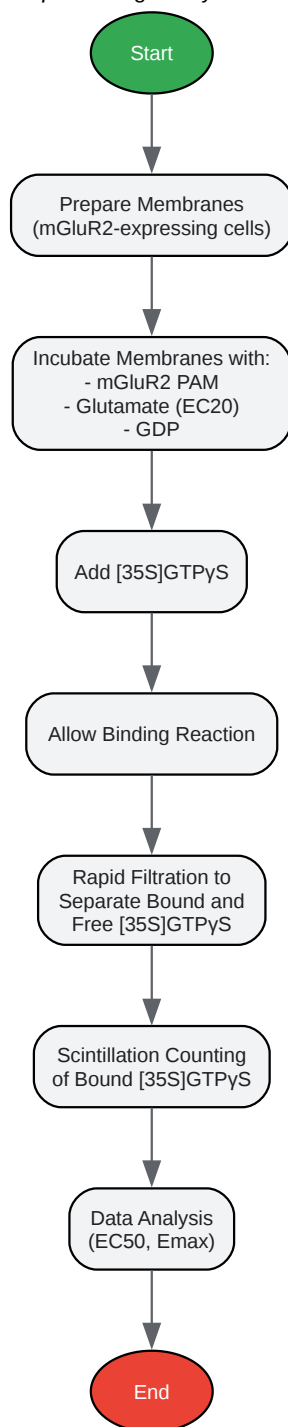 Start
Prepare Membranes
(mGluR2-expressing cells)
Incubate Membranes with:
- mGluR2 PAM
- Glutamate (EC20)
- GDP
Add [35S]GTPγS
Allow Binding Reaction
Rapid Filtration to
Separate Bound and
Free [35S]GTPγS
Scintillation Counting
of Bound [35S]GTPγS
Data Analysis
(EC50, Emax)
End